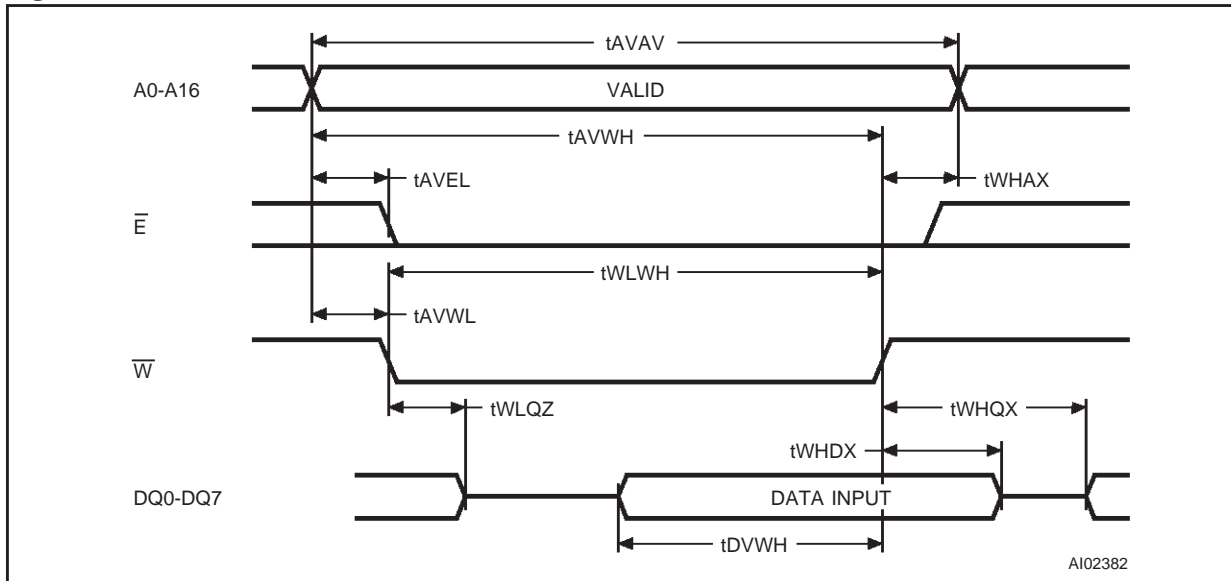 tAVAV
A0-A16
VALID
tAVWH
tAVEL
tWHAX
E
tWLWH
tAVWL
W
tWLQZ
tWHQX
tWHDX
DQ0-DQ7
DATA INPUT
tDVWH
AI02382